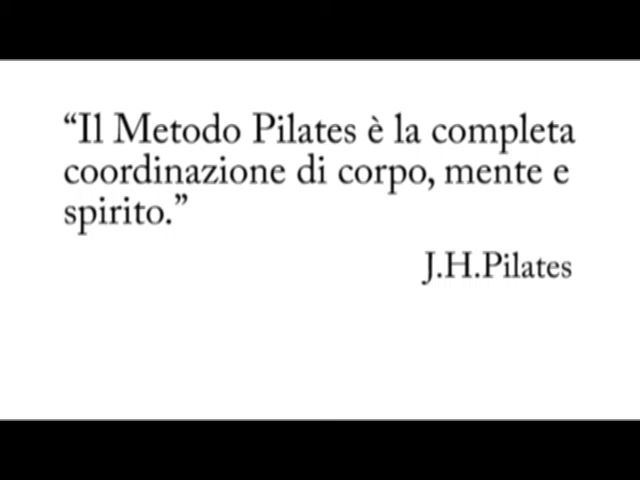 “Il Metodo Pilates è la completa
coordinazione di corpo, mente e
spirito.”
J.H.Pilates